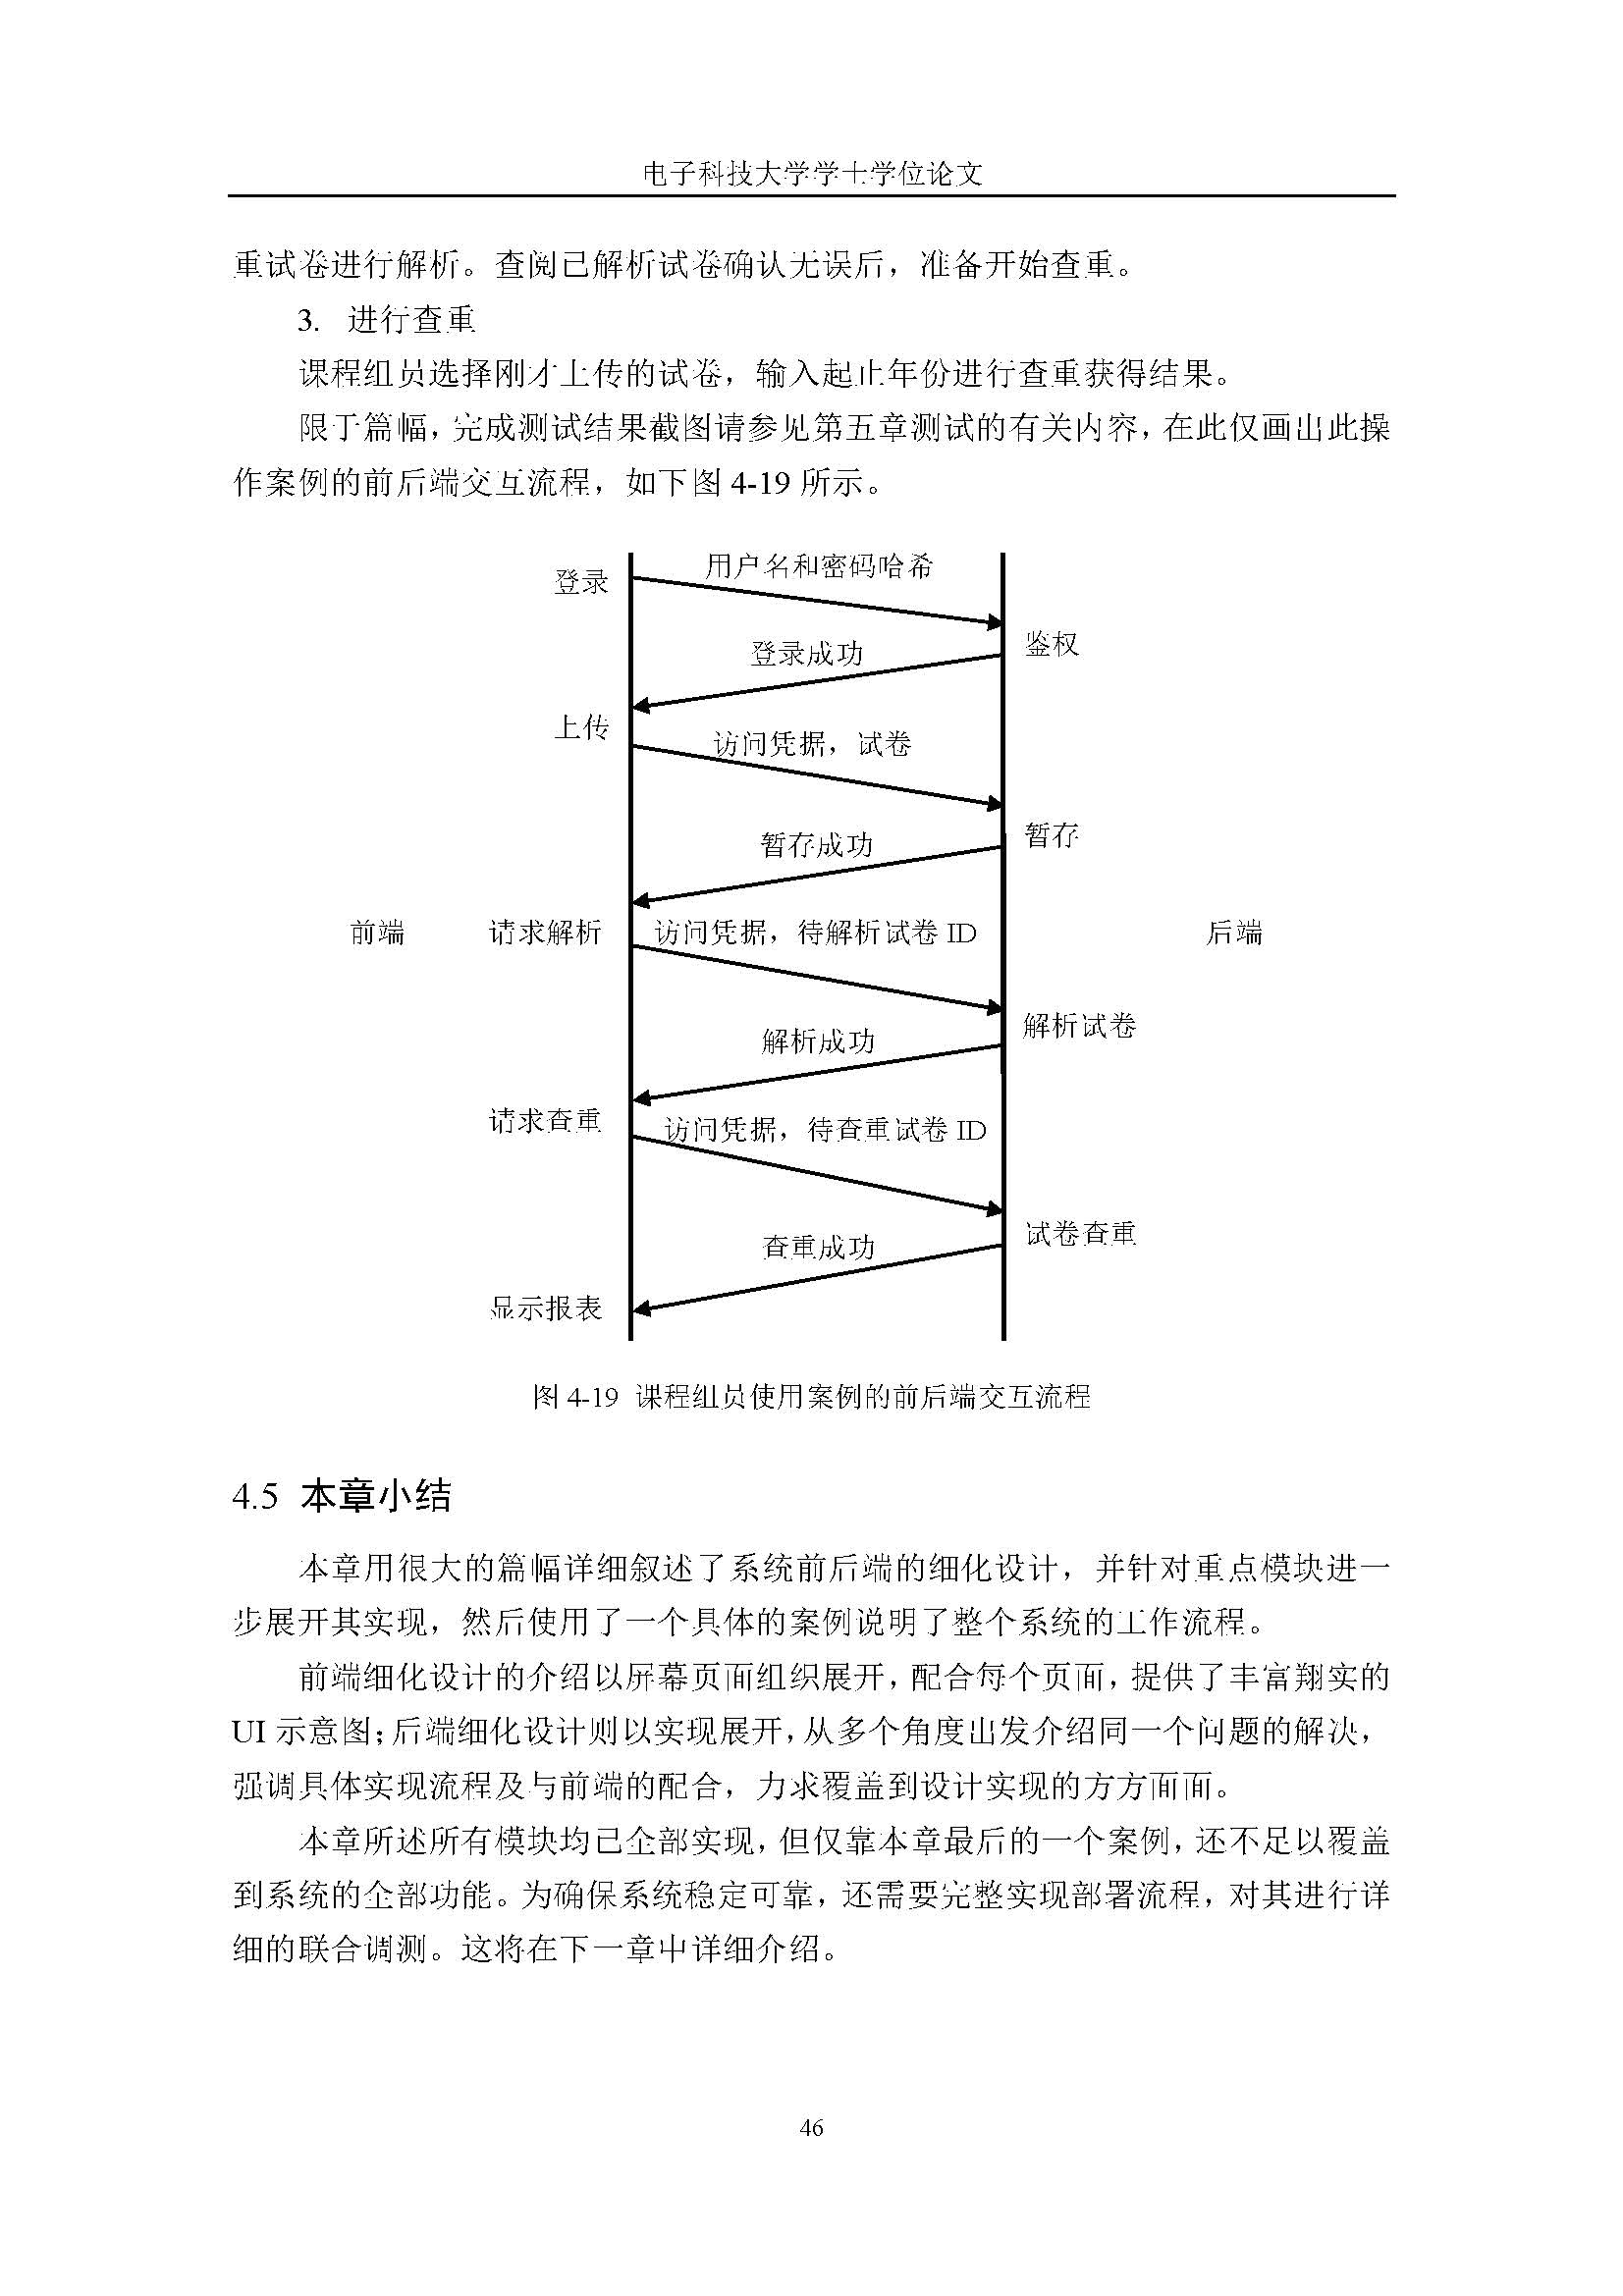 电子科技大学学士学位论文
重试卷进行解析。查阅已解析试卷确认无误后，准备开始查重。
3. 进行查重
课程组员选择刚才上传的试卷，输入起止年份进行查重获得结果。
限于篇幅，完成测试结果截图请参见第五章测试的有关内容，在此仅画出此操
作案例的前后端交互流程，如下图 4-19 所示。
用户名和密码哈希
登录
鉴权
登录成功
上传
访问凭据，试卷
暂存
暂存成功
前端
请求解析
访问凭据，待解析试卷 ID
后端
解析试卷
解析成功
请求查重
访问凭据，待查重试卷 ID
试卷查重
查重成功
显示报表
图 4-19 课程组员使用案例的前后端交互流程
4.5 本章小结
本章用很大的篇幅详细叙述了系统前后端的细化设计，并针对重点模块进一
步展开其实现，然后使用了一个具体的案例说明了整个系统的工作流程。
前端细化设计的介绍以屏幕页面组织展开，配合每个页面，提供了丰富翔实的
UI 示意图；后端细化设计则以实现展开，从多个角度出发介绍同一个问题的解决，
强调具体实现流程及与前端的配合，力求覆盖到设计实现的方方面面。
本章所述所有模块均已全部实现，但仅靠本章最后的一个案例，还不足以覆盖
到系统的全部功能。为确保系统稳定可靠，还需要完整实现部署流程，对其进行详
细的联合调测。这将在下一章中详细介绍。
46